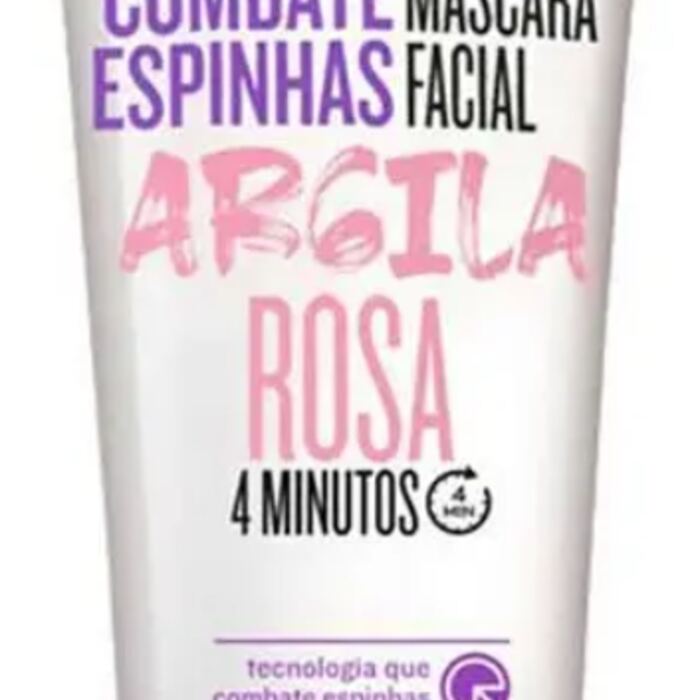 COMBATE MÁSCARA
ESPINHAS FACIAL
ARGILA
ROSA
4 MINUTOS 4
MIN
tecnologia que
combate espinhas